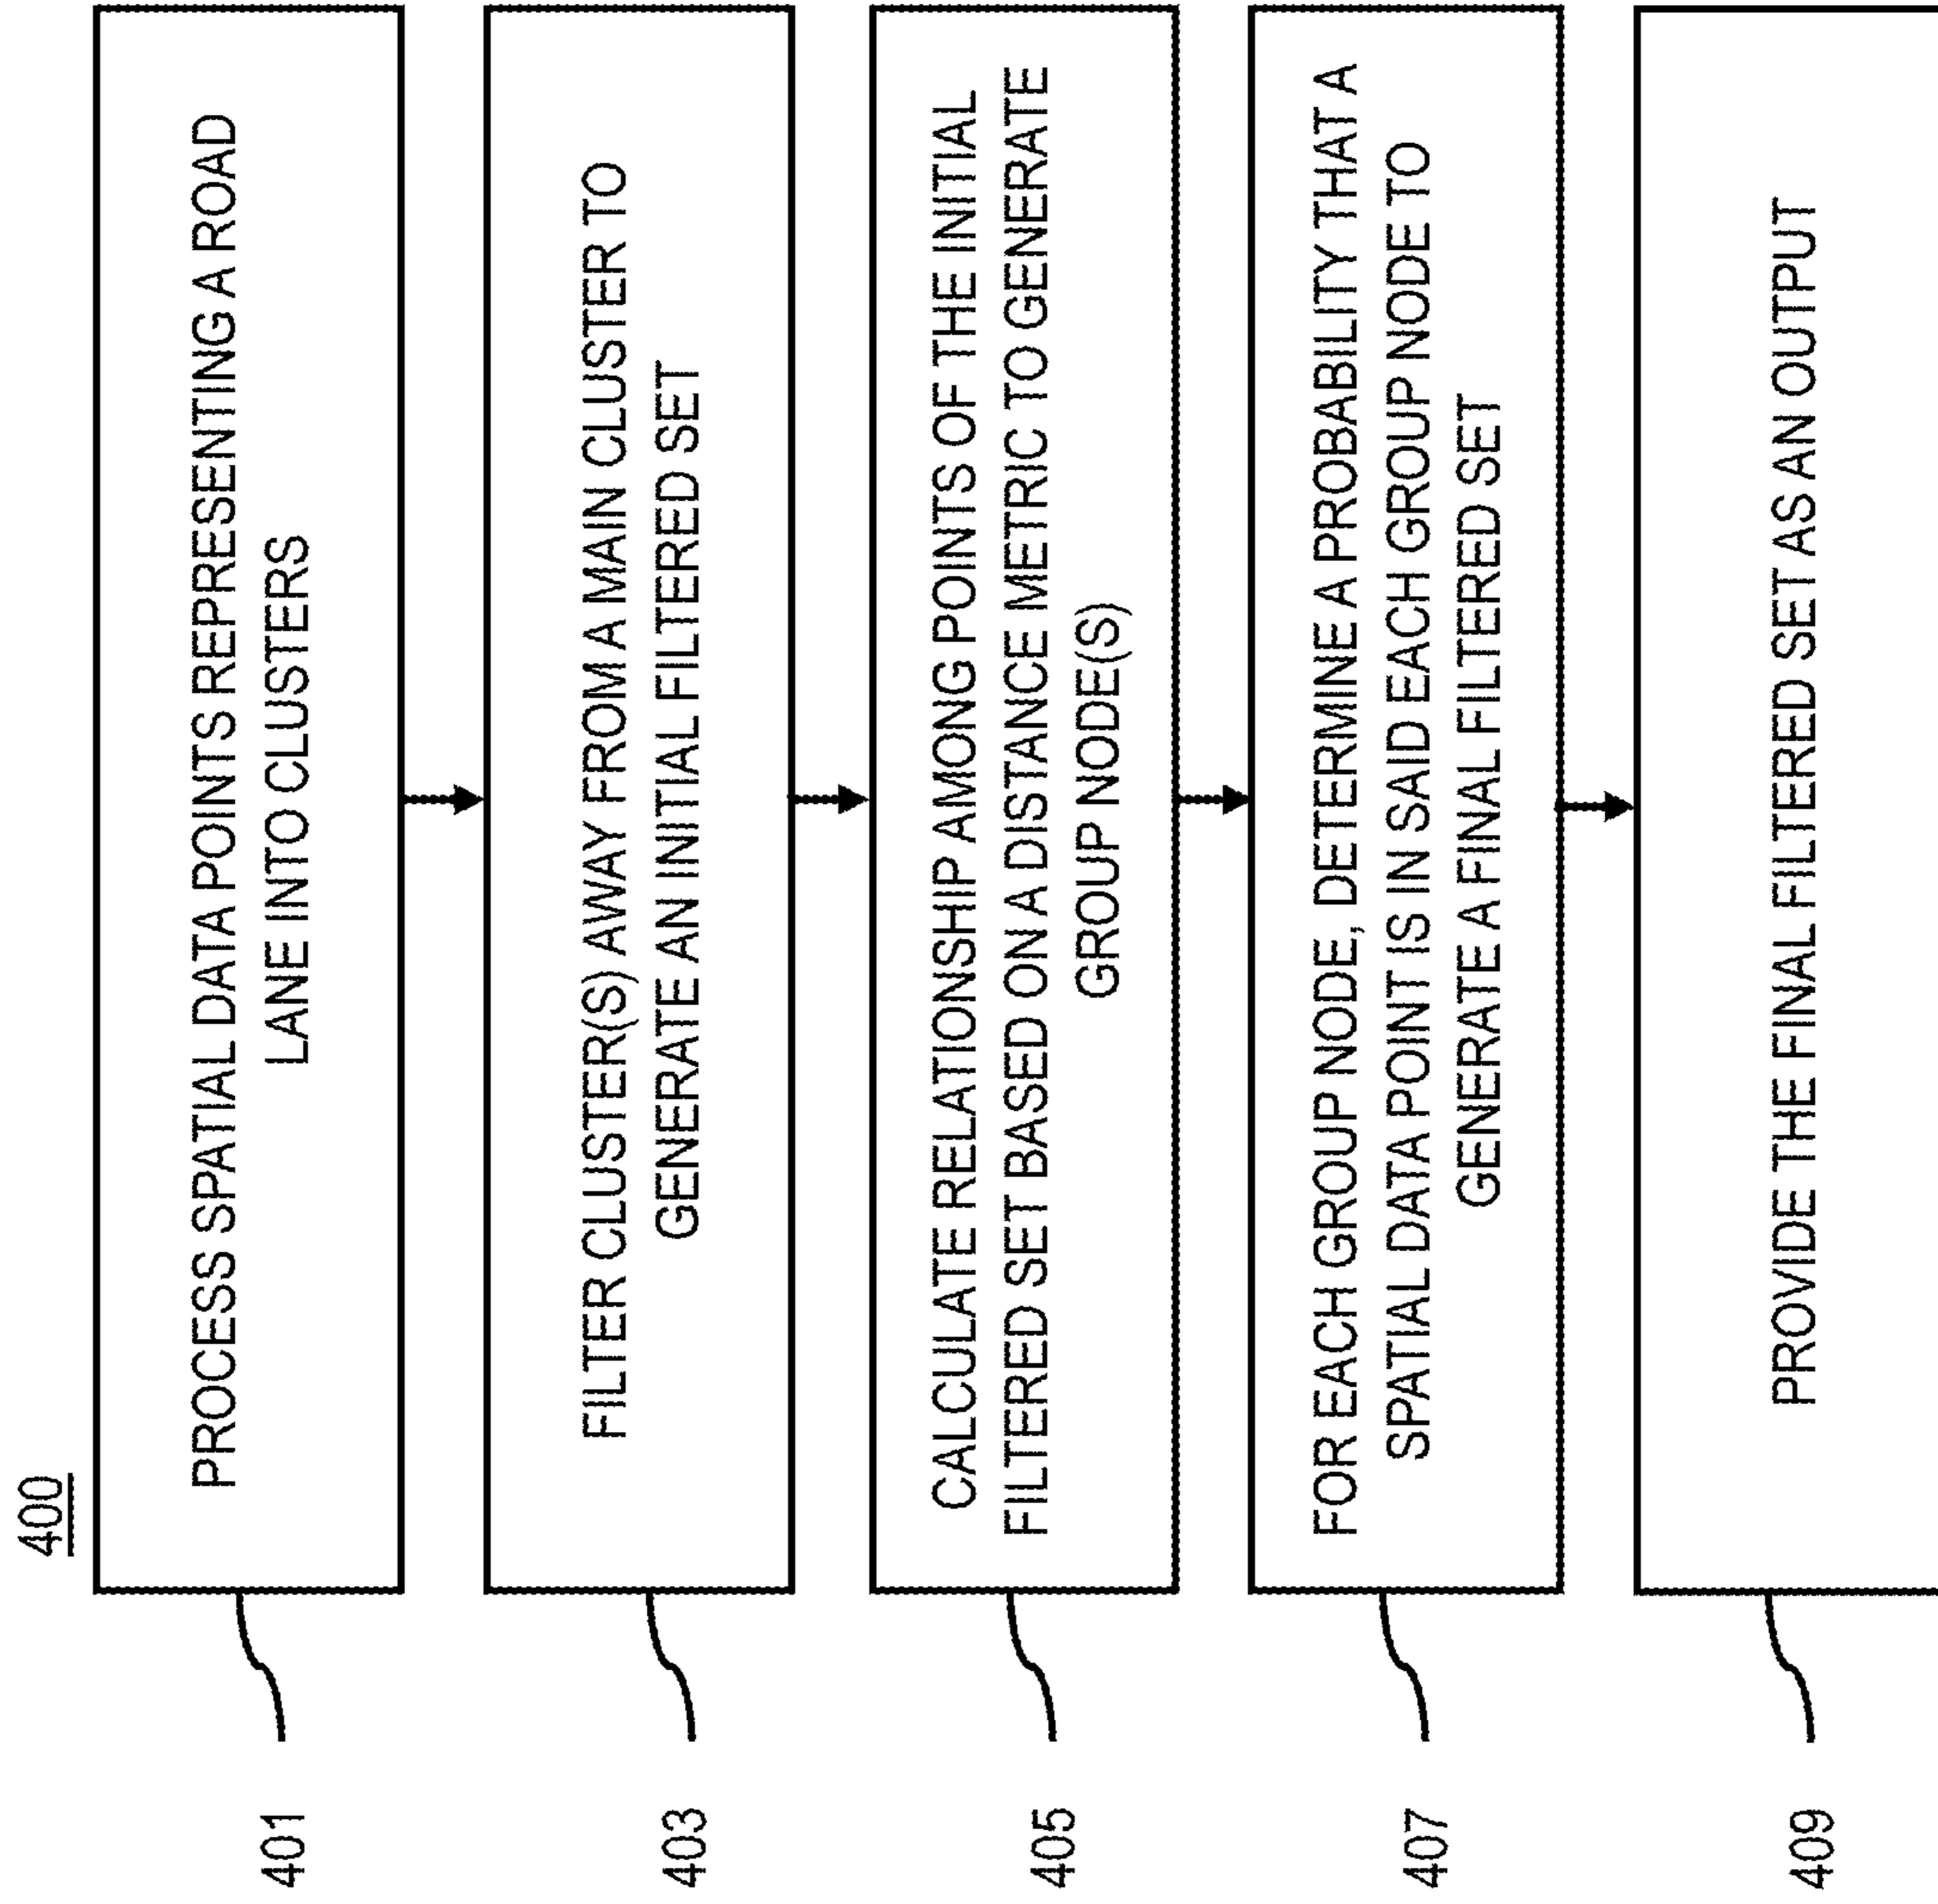 400
401
PROCESS SPATIAL DATA POINTS REPRESENTING A ROAD
LANE INTO CLUSTERS
403
FILTER CLUSTER(S) AWAY FROM A MAIN CLUSTER TO
GENERATE AN INITIAL FILTERED SET
405
CALCULATE RELATIONSHIP AMONG POINTS OF THE INITIAL
FILTERED SET BASED ON A DISTANCE METRIC TO GENERATE
GROUP NODE(S)
407
FOR EACH GROUP NODE, DETERMINE A PROBABILITY THAT A
SPATIAL DATA POINT IS IN SAID EACH GROUP NODE TO
GENERATE A FINAL FILTERED SET
409
PROVIDE THE FINAL FILTERED SET AS AN OUTPUT